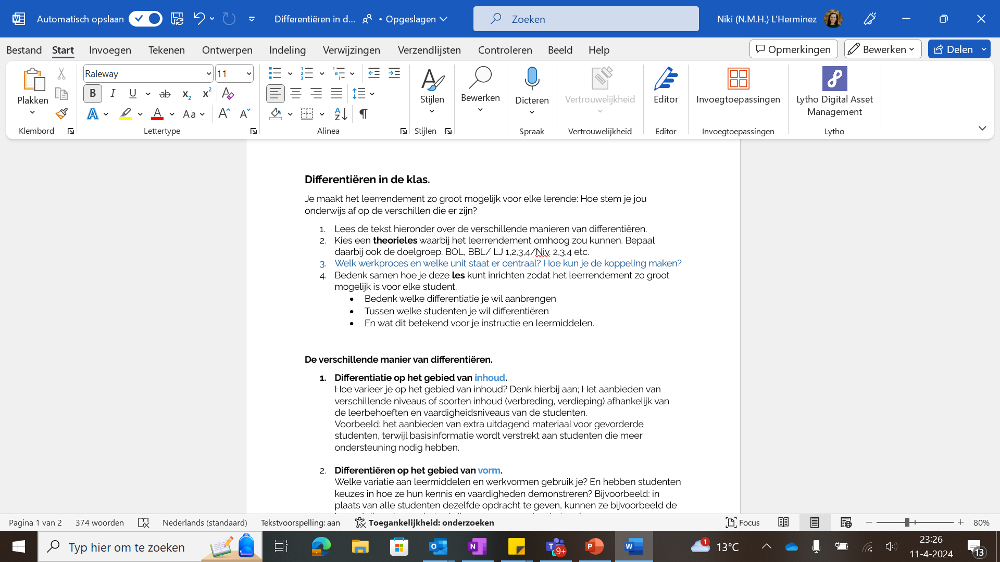 Automatisch opslaan
Differentiëren in d... • Opgeslagen
Zoeken
Niki (N.M.H.) L'Herminez
Bestand Start Invoegen Tekenen Ontwerpen Indeling Verwijzingen Verzendlijsten Controleren Beeld Help
Opmerkingen Bewerken Delen
Plakken
Klembord
Raleway 11
Lettertype
Alinea
Stijlen
Stijlen
Bewerken
Dicteren
Spraak
Vertrouwelijkheid
Vertrouwelijkheid
Editor
Editor
Invoegtoepassingen
Invoegtoepassingen
Lytho Digital Asset
Management
Lytho
Differentiëren in de klas.
Je maakt het leerrendement zo groot mogelijk voor elke lerende: Hoe stem je jou
onderwijs af op de verschillen die er zijn?
1. Lees de tekst hieronder over de verschillende manieren van differentiëren.
2. Kies een theorieles waarbij het leerrendement omhoog zou kunnen. Bepaal
daarbij ook de doelgroep. BOL, BBL/ LJ 1,2,3,4/Niv. 2,3,4 etc.
3. Welk werkproces en welke unit staat er centraal? Hoe kun je de koppeling maken?
4. Bedenk samen hoe je deze les kunt inrichten zodat het leerrendement zo groot
mogelijk is voor elke student.
• Bedenk welke differentiatie je wil aanbrengen
• Tussen welke studenten je wil differentiëren
• En wat dit betekend voor je instructie en leermiddelen.
De verschillende manier van differentiëren.
1. Differentiatie op het gebied van inhoud.
Hoe varieer je op het gebied van inhoud? Denk hierbij aan; Het aanbieden van
verschillende niveaus of soorten inhoud (verbreding, verdieping) afhankelijk van
de leerbehoeften en vaardigheidsniveaus van de studenten.
Voorbeeld: het aanbieden van extra uitdagend materiaal voor gevorderde
studenten, terwijl basisinformatie wordt verstrekt aan studenten die meer
ondersteuning nodig hebben.
2. Differentiëren op het gebied van vorm.
Welke variatie aan leermiddelen en werkvormen gebruik je? En hebben studenten
keuzes in hoe ze hun kennis en vaardigheden demonstreren? Bijvoorbeeld: in
plaats van alle studenten dezelfde opdracht te geven, kunnen ze bijvoorbeeld de
Pagina 1 van 2 374 woorden Nederlands (standaard) Tekstvoorspelling: aan Toegankelijkheid: onderzoeken Focus 80%
Typ hier om te zoeken
9+
1
13°C
23:26
11-4-2024
13